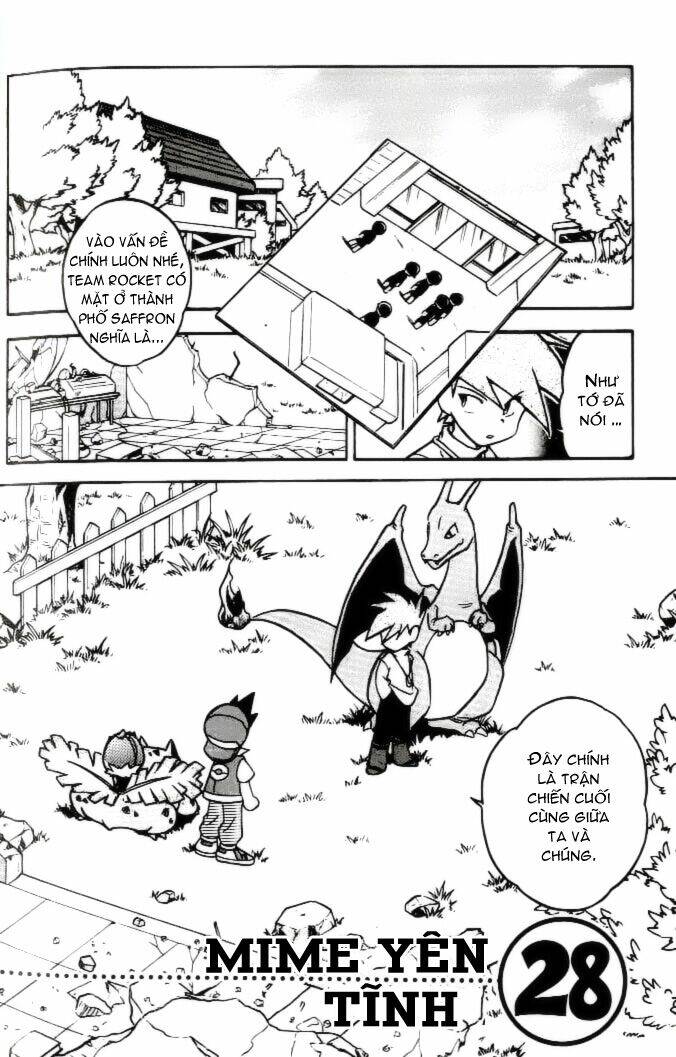 VÀO VẤN ĐỀ
CHÍNH LUÔN NHÉ,
TEAM ROCKET CÓ
MẶT Ở THÀNH
PHỐ SAFFRON
NGHĨA LÀ...
NHƯ
TỚ ĐÃ
NÓI ...
ĐÂY CHÍNH
LÀ TRẬN
CHIẾN CUỐI
CÙNG GIỮA
TA VÀ
CHÚNG.
MIME YÊN
TĨNH
28